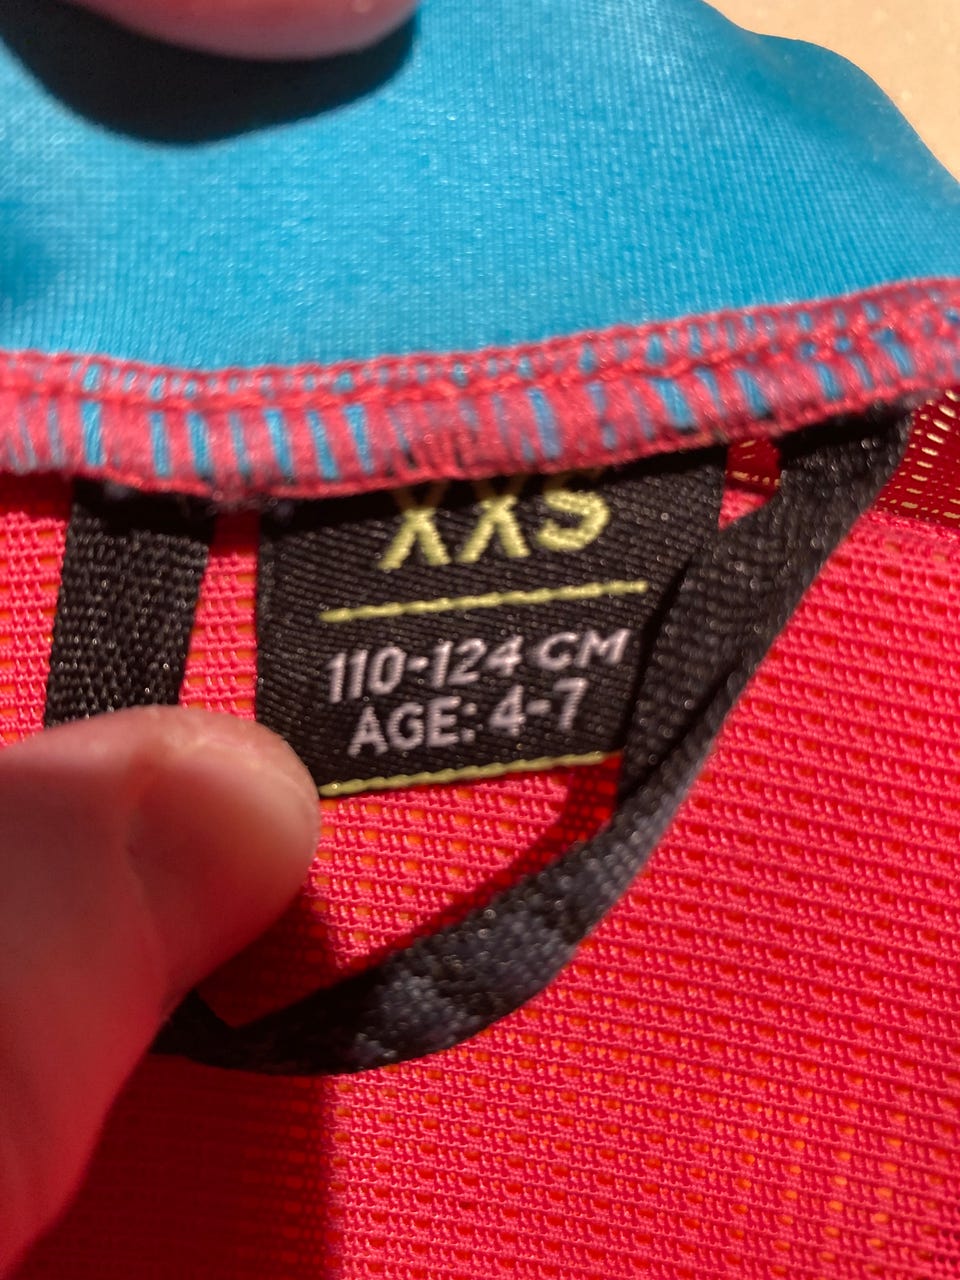 XXS
110-124 CM
AGE: 4-7